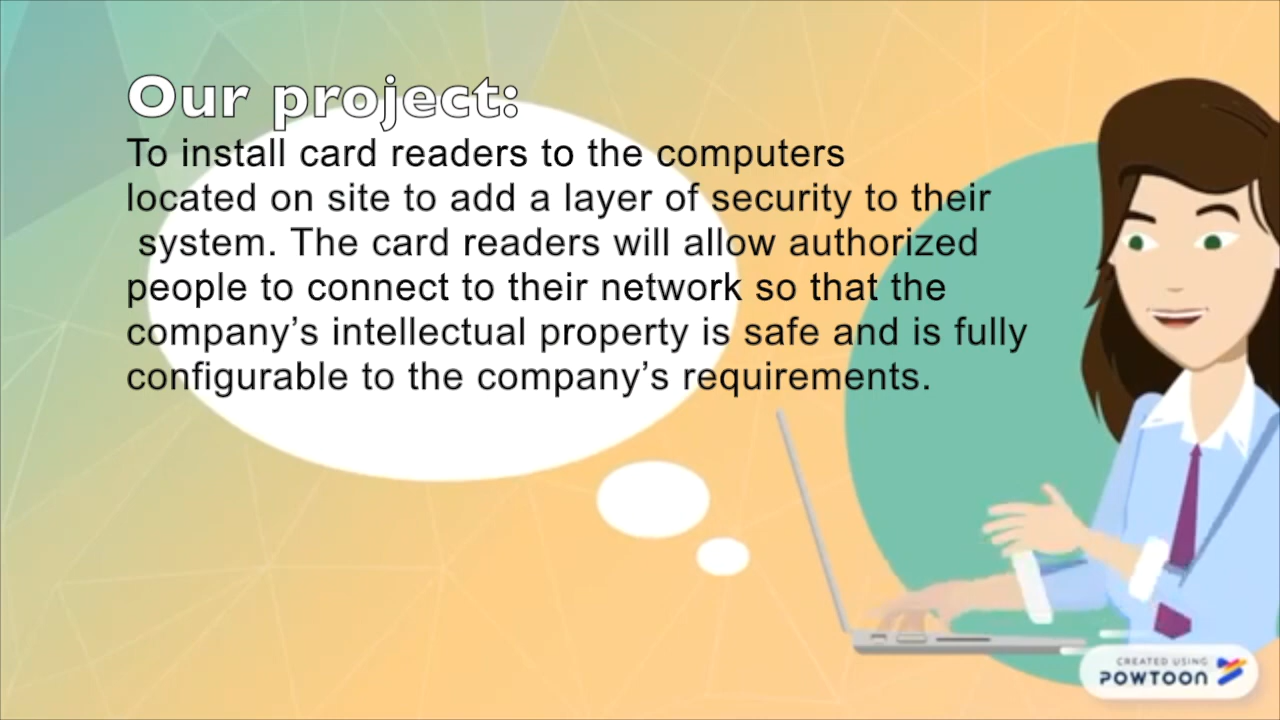 Our project:
To install card readers to the computers
located on site to add a layer of security to their
system. The card readers will allow authorized
people to connect to their network so that the
company’s intellectual property is safe and is fully
configurable to the company’s requirements.
CREATED USING
POWTOON